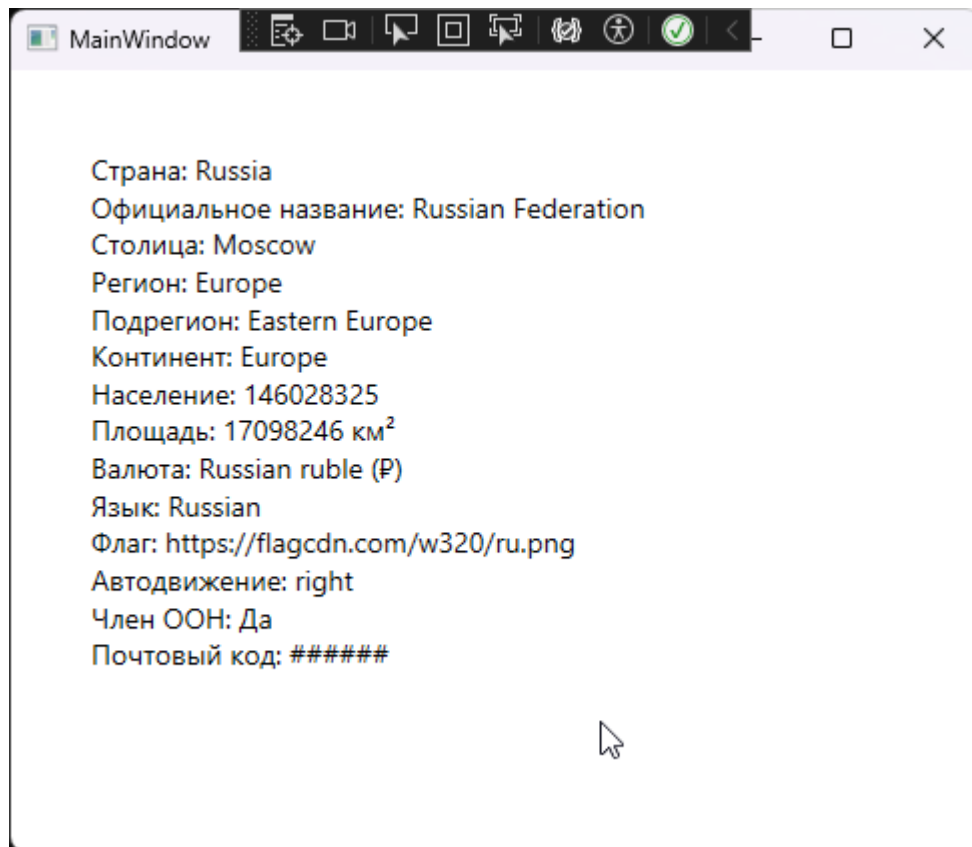 MainWindow
Страна: Russia
Официальное название: Russian Federation
Столица: Moscow
Регион: Europe
Подрегион: Eastern Europe
Континент: Europe
Население: 146028325
Площадь: 17098246 км²
Валюта: Russian ruble (₽)
Язык: Russian
Флаг: https://flagcdn.com/w320/ru.png
Автодвижение: right
Член ООН: Да
Почтовый код: ######